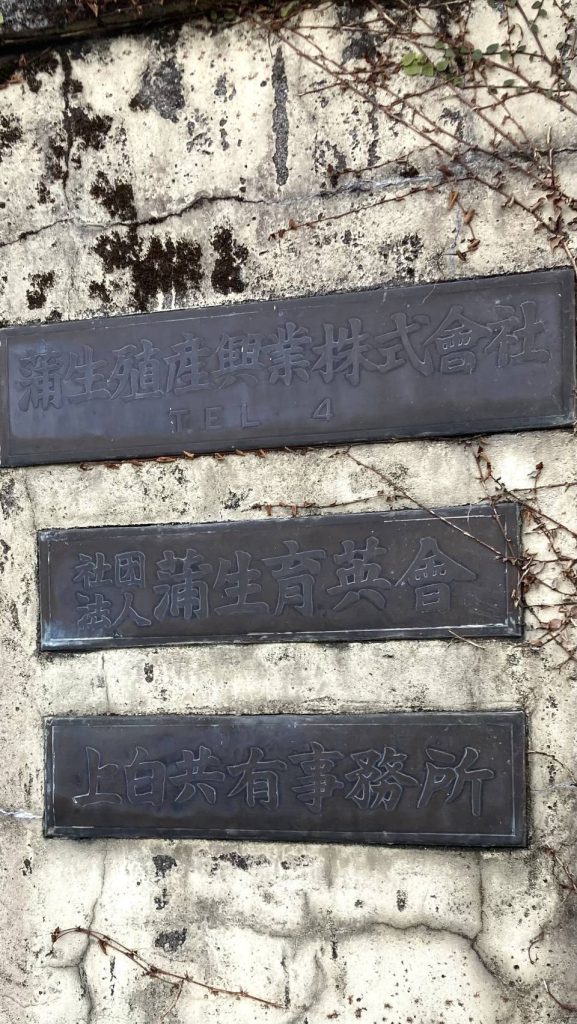 蒲生殖産興業株式會社
TEL 4
社団法人 蒲生育英會
上白共有事務所